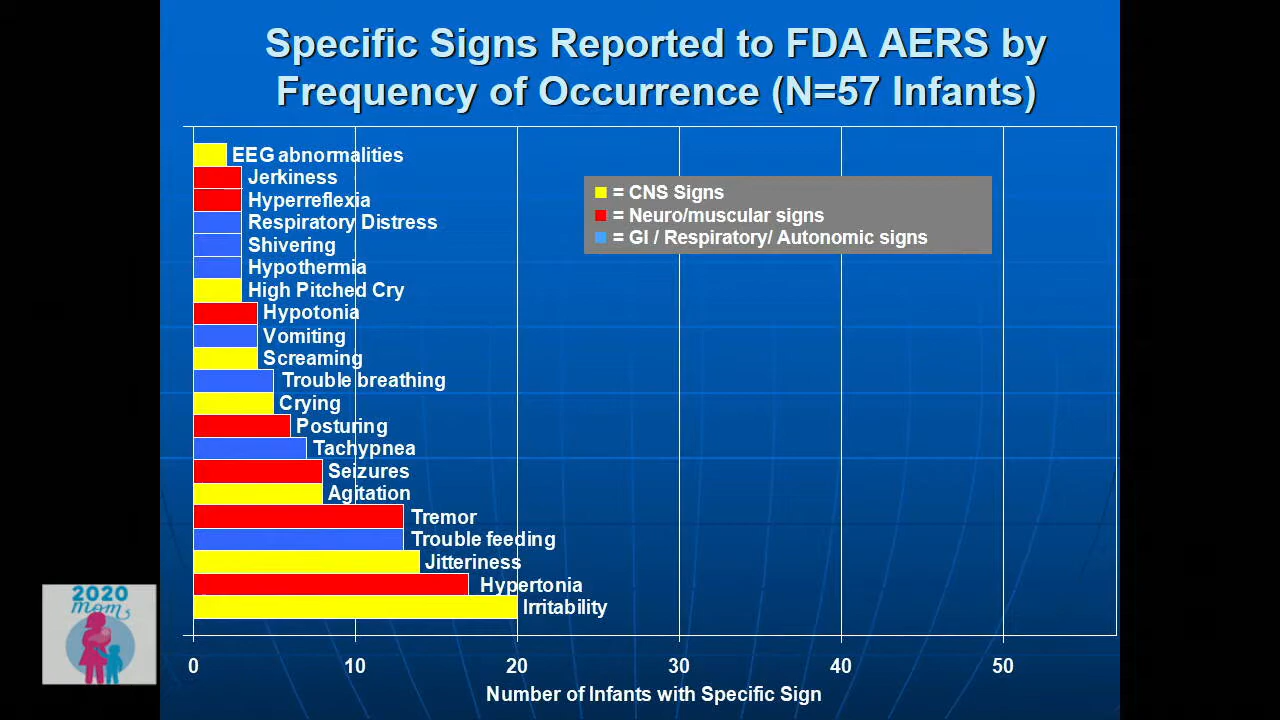 Specific Signs Reported to FDA AERS by
Frequency of Occurrence (N=57 Infants)
EEG abnormalities
Jerkiness
Hyperreflexia
Respiratory Distress
Shivering
Hypothermia
High Pitched Cry
Hypotonia
Vomiting
Screaming
Trouble breathing
Crying
Posturing
Tachypnea
Seizures
Agitation
Tremor
Trouble feeding
Jitteriness
Hypertonia
Irritability
= CNS Signs
= Neuro/muscular signs
= GI / Respiratory/ Autonomic signs
0 10 20 30 40 50
Number of Infants with Specific Sign
2020
mom